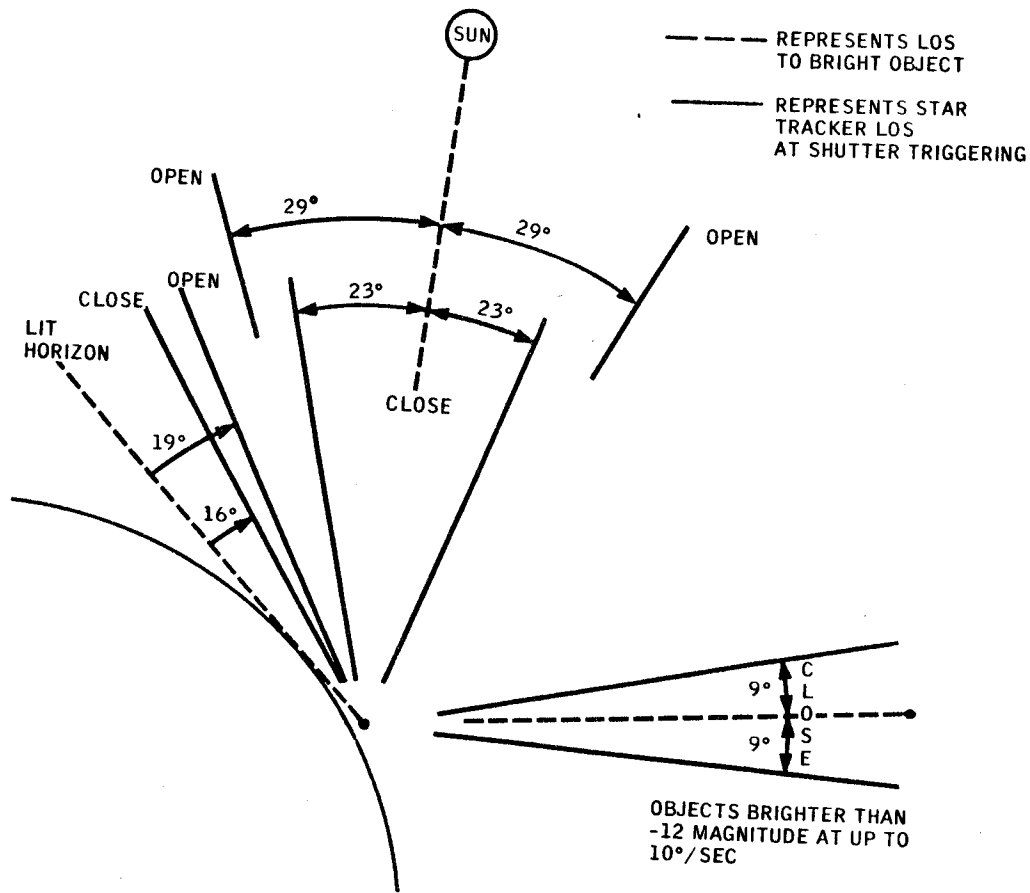 SUN
REPRESENTS LOS
TO BRIGHT OBJECT
REPRESENTS STAR
TRACKER LOS
AT SHUTTER TRIGGERING
OPEN
29°
29°
OPEN
OPEN
CLOSE
23°
23°
LIT
HORIZON
CLOSE
19°
16°
9°
9°
C
L
O
S
E
OBJECTS BRIGHTER THAN
-12 MAGNITUDE AT UP TO
10°/SEC